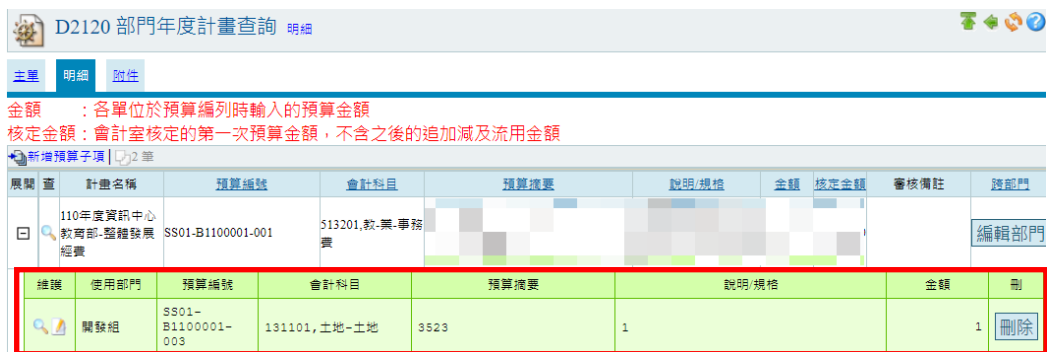 D2120 部門年度計畫查詢 明細
主單 明細 附件
金額 ：各單位於預算編列時輸入的預算金額
核定金額：會計室核定的第一次預算金額，不含之後的追加減及流用金額
新增預算子項 2 筆
展開 查 計畫名稱 預算編號 會計科目 預算摘要 說明/規格 金額 核定金額 審核備註 跨部門
110年度資訊中心
教育部-整體發展
經費
SS01-B1100001-001
513201,教-業-事務
費
編輯部門
維護 使用部門 預算編號 會計科目 預算摘要 說明/規格 金額 刪
開發組
SS01-
B1100001-
003
131101,土地-土地 3523 1 1 刪除